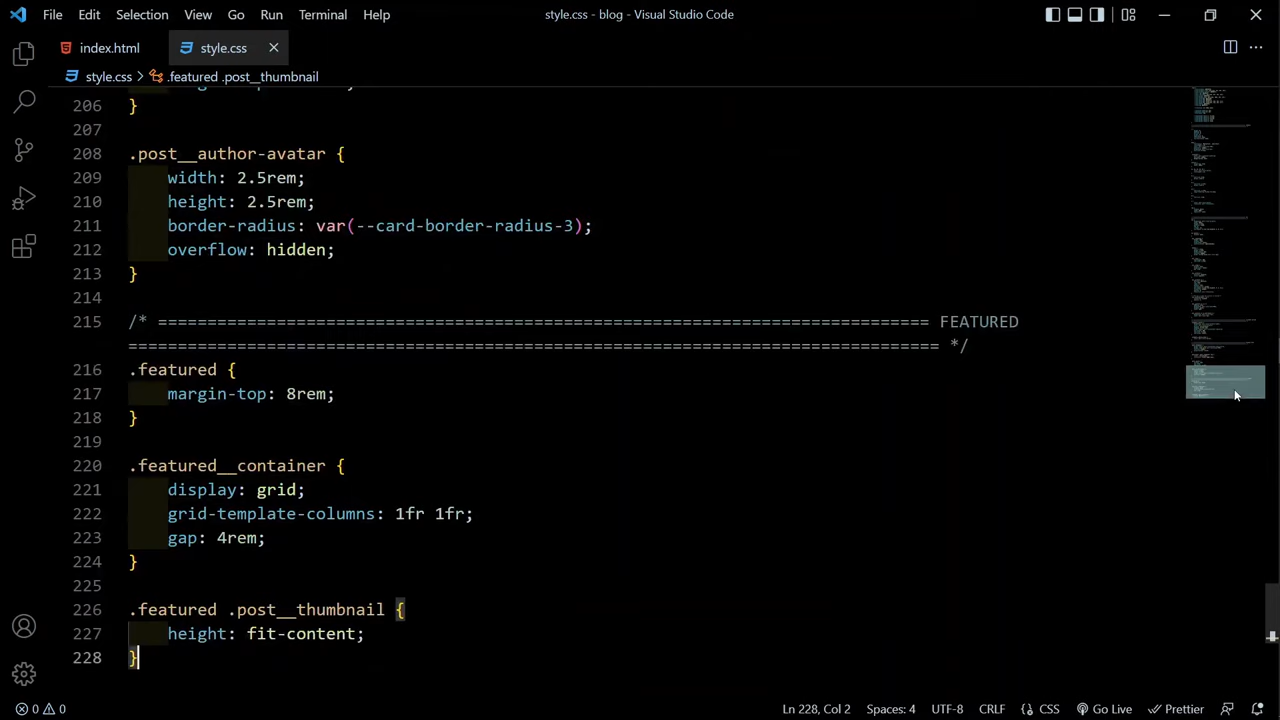 File Edit Selection View Go Run Terminal Help style.css - blog - Visual Studio Code
index.html style.css
style.css > .featured .post__thumbnail
206 }
207
208 .post__author-avatar {
209 width: 2.5rem;
210 height: 2.5rem;
211 border-radius: var(--card-border-radius-3);
212 overflow: hidden;
213 }
214
215 /* ============================================================================== FEATURED
================================================================================== */
216 .featured {
217 margin-top: 8rem;
218 }
219
220 .featured__container {
221 display: grid;
222 grid-template-columns: 1fr 1fr;
223 gap: 4rem;
224 }
225
226 .featured .post__thumbnail {
227 height: fit-content;
228 }
0 0 Ln 228, Col 2 Spaces: 4 UTF-8 CRLF {} CSS Go Live Prettier